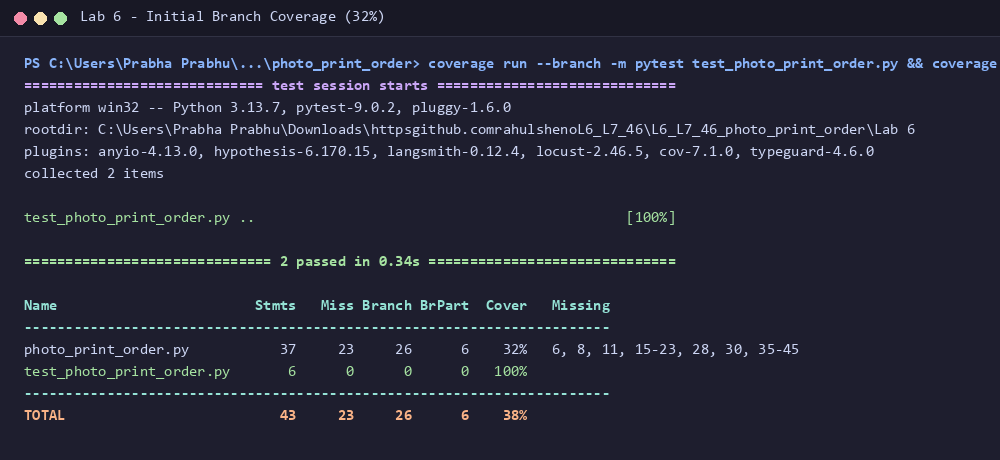 Lab 6 - Initial Branch Coverage (32%)
PS C:\Users\Prabha Prabhu\...\photo_print_order> coverage run --branch -m pytest test_photo_print_order.py && coverage
============================= test session starts =============================
platform win32 -- Python 3.13.7, pytest-9.0.2, pluggy-1.6.0
rootdir: C:\Users\Prabha Prabhu\Downloads\httpsgithub.comrahulshenoL6_L7_46\L6_L7_46_photo_print_order\Lab 6
plugins: anyio-4.13.0, hypothesis-6.170.15, langsmith-0.12.4, locust-2.46.5, cov-7.1.0, typeguard-4.6.0
collected 2 items
test_photo_print_order.py .. [100%]
============================== 2 passed in 0.34s ==============================
Name Stmts Miss Branch BrPart Cover Missing
-----------------------------------------------------------------------
photo_print_order.py 37 23 26 6 32% 6, 8, 11, 15-23, 28, 30, 35-45
test_photo_print_order.py 6 0 0 0 100%
-----------------------------------------------------------------------
TOTAL 43 23 26 6 38%